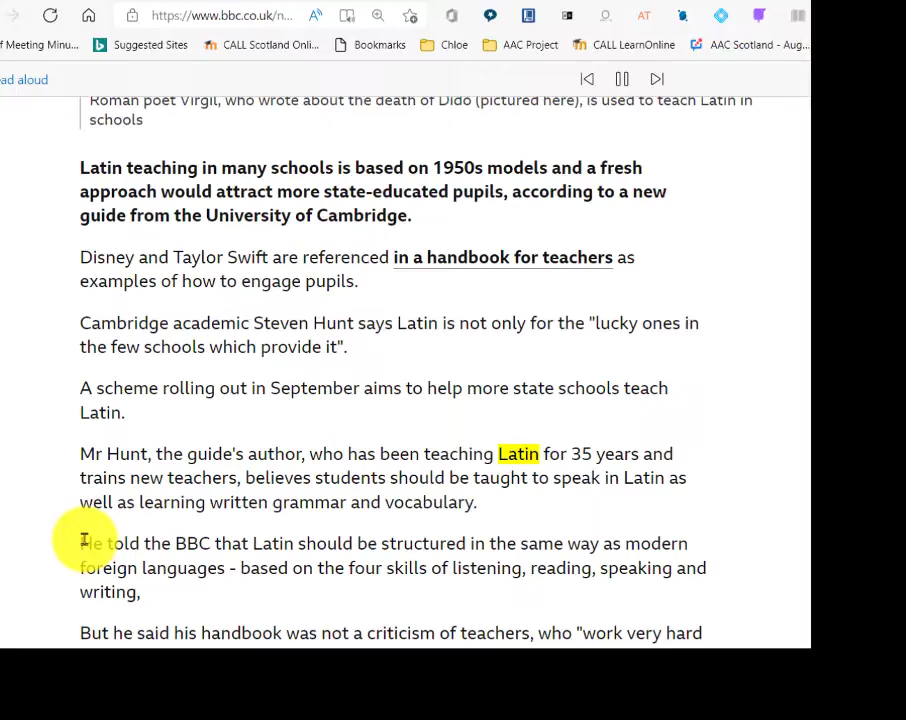 https://www.bbc.co.uk/n...
AT
f Meeting Minu...
Suggested Sites
CALL Scotland Onli...
Bookmarks
Chloe
AAC Project
CALL LearnOnline
AAC Scotland - Aug...
ead aloud
Roman poet Virgil, who wrote about the death of Dido (pictured here), is used to teach Latin in
schools
Latin teaching in many schools is based on 1950s models and a fresh
approach would attract more state-educated pupils, according to a new
guide from the University of Cambridge.
Disney and Taylor Swift are referenced in a handbook for teachers as
examples of how to engage pupils.
Cambridge academic Steven Hunt says Latin is not only for the "lucky ones in
the few schools which provide it".
A scheme rolling out in September aims to help more state schools teach
Latin.
Mr Hunt, the guide's author, who has been teaching Latin for 35 years and
trains new teachers, believes students should be taught to speak in Latin as
well as learning written grammar and vocabulary.
He told the BBC that Latin should be structured in the same way as modern
foreign languages - based on the four skills of listening, reading, speaking and
writing,
But he said his handbook was not a criticism of teachers, who "work very hard